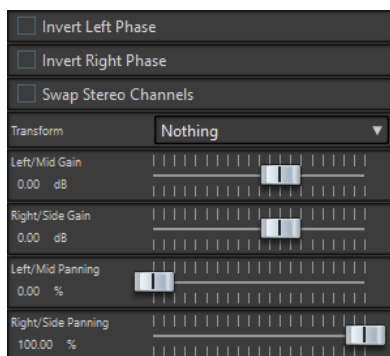 Invert Left Phase
Invert Right Phase
Swap Stereo Channels
Transform Nothing
Left/Mid Gain
0.00 dB
Right/Side Gain
0.00 dB
Left/Mid Panning
0.00 %
Right/Side Panning
100.00 %